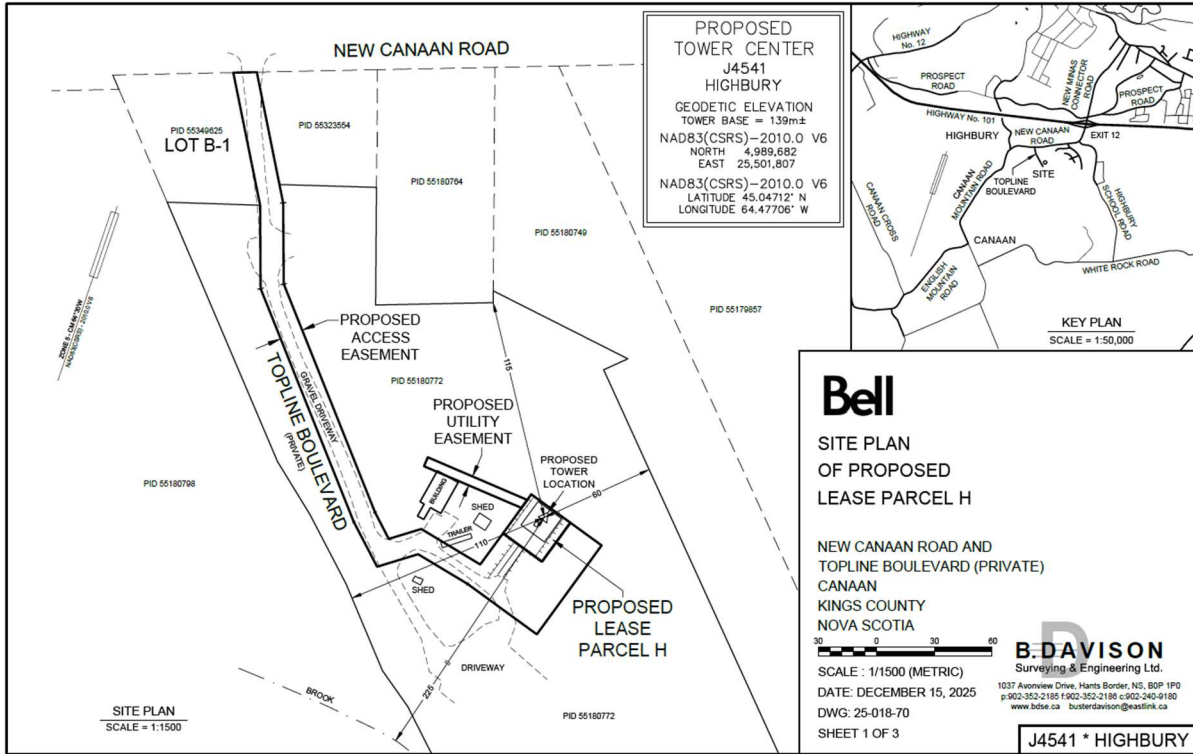 NEW CANAAN ROAD
PID 55349625
LOT B-1
PID 55323554
PID 55180764
PID 55180749
PID 55179857
PROPOSED
ACCESS
EASEMENT
GRAVEL DRIVEWAY
TOPLINE BOULEVARD
(PRIVATE)
PID 55180772
115
PROPOSED
UTILITY
EASEMENT
PROPOSED
TOWER
LOCATION
60
BUILDING
SHED
TRAILER
110
SHED
PID 55180798
PROPOSED
LEASE
PARCEL H
DRIVEWAY
225
BROOK
PID 55180772
SITE PLAN
SCALE = 1:1500
PROPOSED
TOWER CENTER
J4541
HIGHBURY
GEODETIC ELEVATION
TOWER BASE = 139m±
NAD83(CSRS)-2010.0 V6
NORTH 4,989,682
EAST 25,501,807
NAD83(CSRS)-2010.0 V6
LATITUDE 45.04712° N
LONGITUDE 64.47706° W
HIGHWAY
No. 12
PROSPECT
ROAD
NEW MINAS
CONNECTOR
ROAD
PROSPECT
ROAD
HIGHWAY No. 101
HIGHBURY
NEW CANAAN
ROAD
EXIT 12
SITE
TOPLINE
BOULEVARD
CANAAN
MOUNTAIN ROAD
CANAAN CROSS
ROAD
HIGHBURY
SCHOOL ROAD
CANAAN
WHITE ROCK ROAD
ENGLISH
MOUNTAIN
ROAD
KEY PLAN
SCALE = 1:50,000
Bell
SITE PLAN
OF PROPOSED
LEASE PARCEL H
NEW CANAAN ROAD AND
TOPLINE BOULEVARD (PRIVATE)
CANAAN
KINGS COUNTY
NOVA SCOTIA
30 0 30 60
SCALE : 1/1500 (METRIC)
DATE: DECEMBER 15, 2025
DWG: 25-018-70
SHEET 1 OF 3
D
B.DAVISON
Surveying & Engineering Ltd.
1037 Avonview Drive, Hants Border, NS, B0P 1P0
p:902-352-2185 f:902-352-2186 c:902-240-9180
www.bdse.ca busterdavison@eastlink.ca
J4541 * HIGHBURY